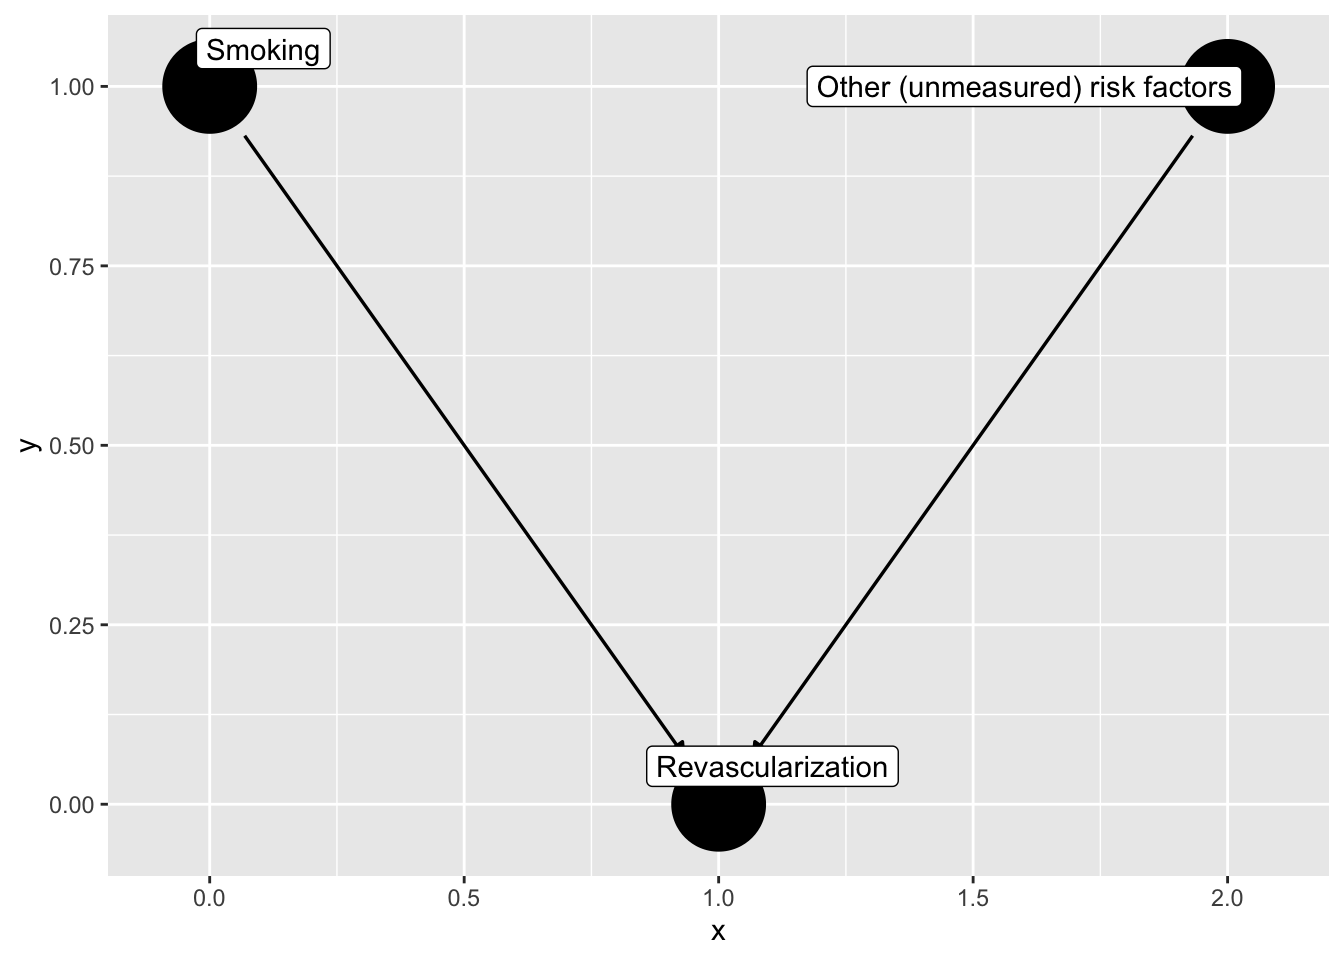 Smoking
Other (unmeasured) risk factors
1.00
0.75
y
0.50
0.25
Revascularization
0.00
0.0
0.5
1.0
1.5
2.0
x